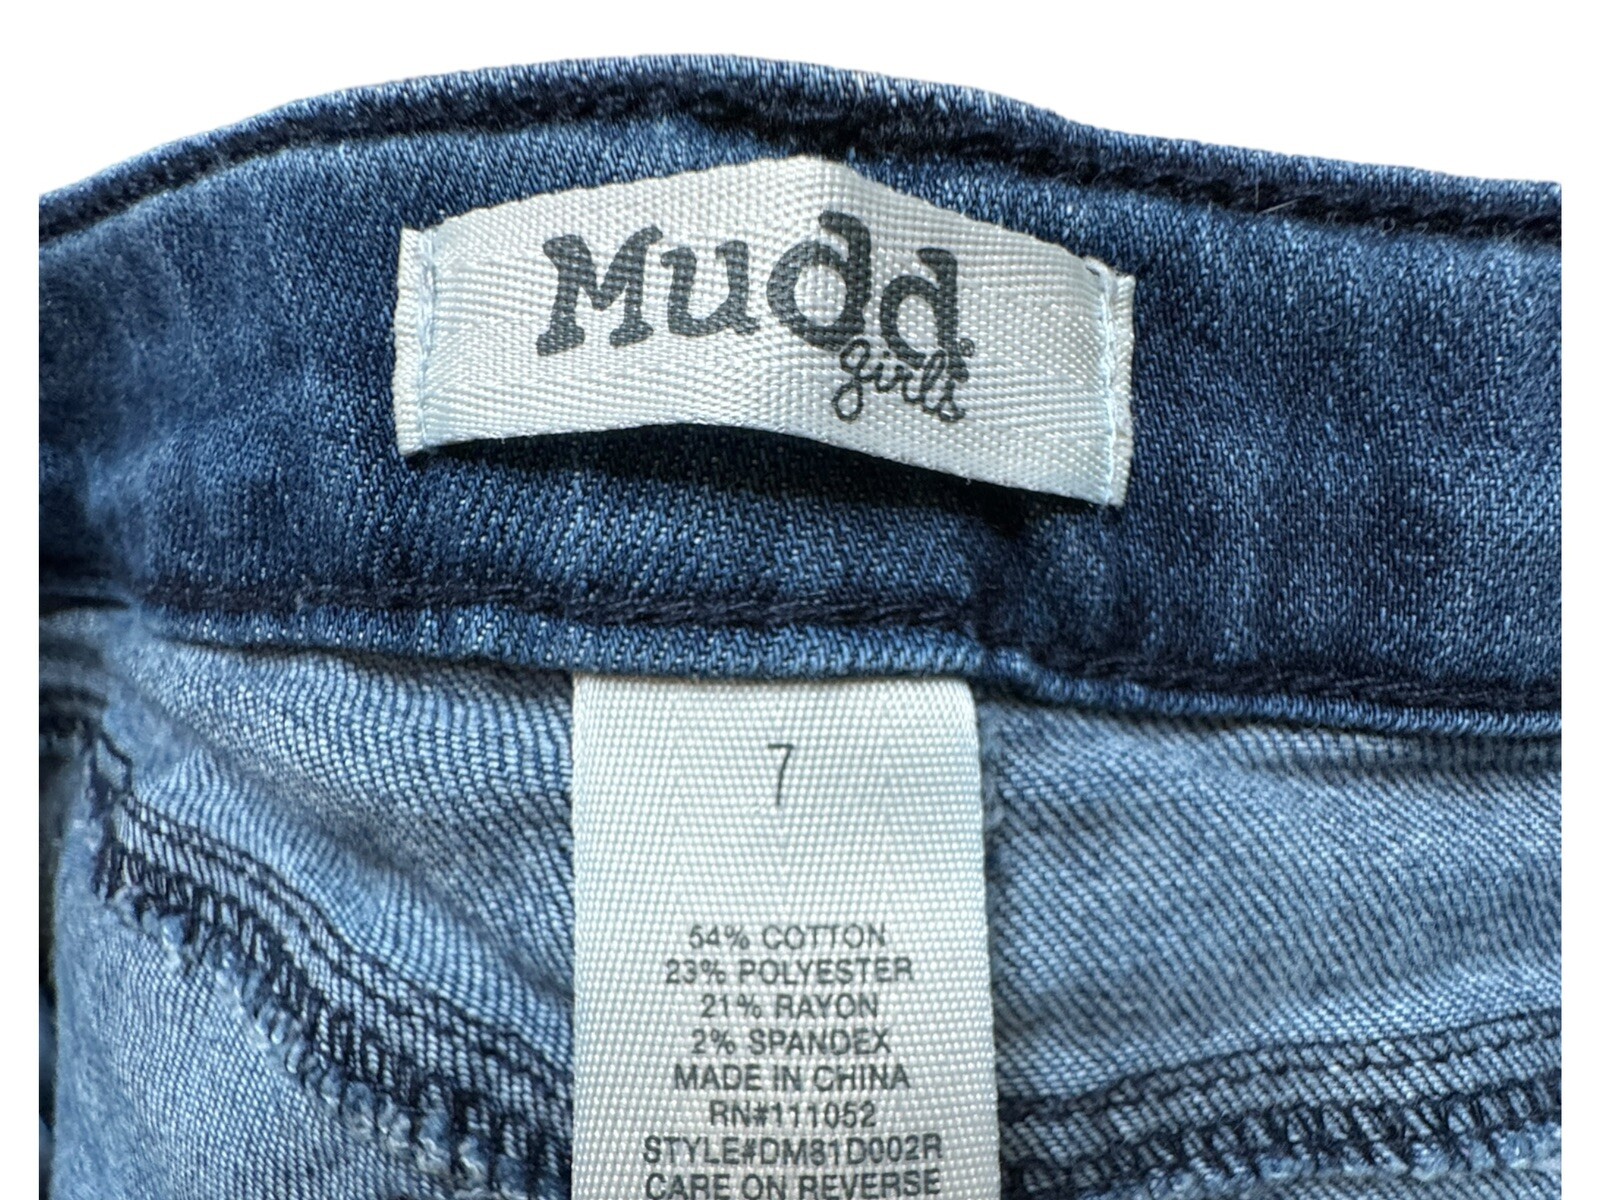 Mudd
girls
7
54% COTTON
23% POLYESTER
21% RAYON
2% SPANDEX
MADE IN CHINA
RN#111052
STYLE#DM81D002R
CARE ON REVERSE